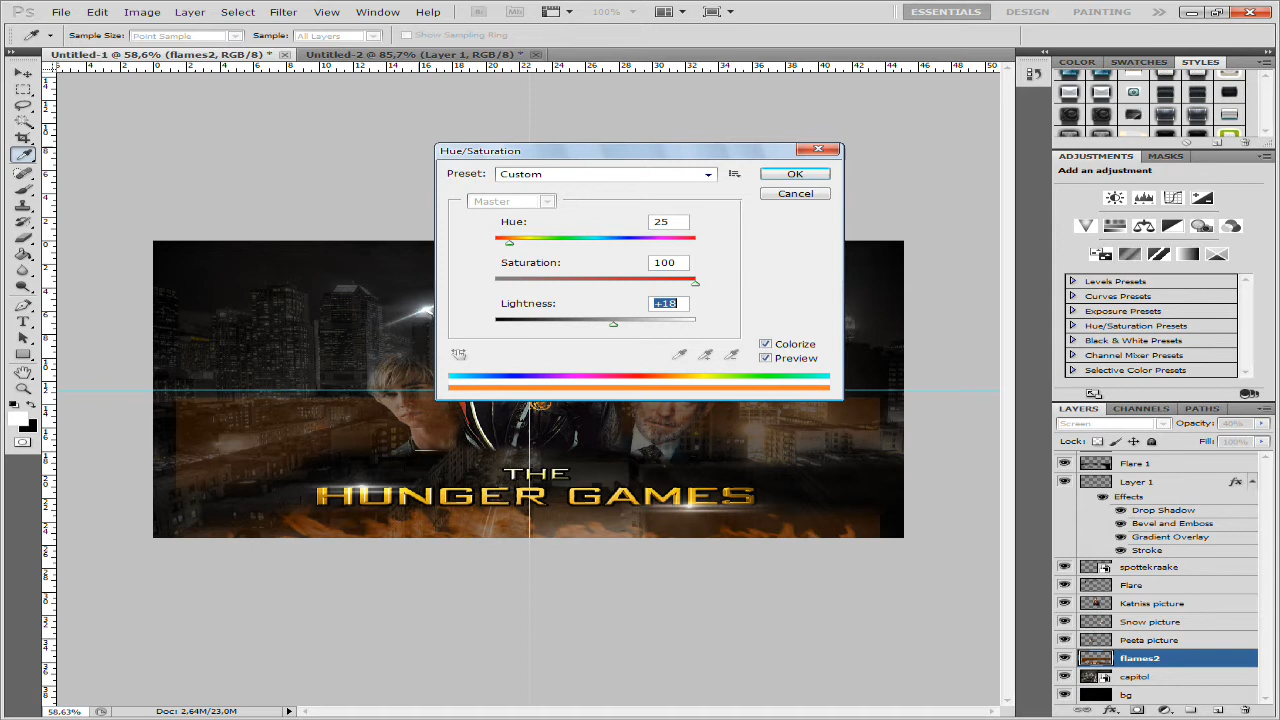 Ps File Edit Image Layer Select Filter View Window Help Br Mb 100% ESSENTIALS DESIGN PAINTING >>
Sample Size: Point Sample Sample: All Layers Show Sampling Ring
Untitled-1 @ 58,6% (flames2, RGB/8) * Untitled-2 @ 85,7% (Layer 1, RGB/8) *
COLOR SWATCHES STYLES
Hue/Saturation
Preset: Custom
OK
Master
Cancel
Hue: 25
Saturation: 100
Lightness: +18
Colorize
Preview
THE
HUNGER GAMES
ADJUSTMENTS MASKS
Add an adjustment
Levels Presets
Curves Presets
Exposure Presets
Hue/Saturation Presets
Black & White Presets
Channel Mixer Presets
Selective Color Presets
LAYERS CHANNELS PATHS
Screen Opacity: 40%
Lock: Fill: 100%
Flare 1
Layer 1 fx
Effects
Drop Shadow
Bevel and Emboss
Gradient Overlay
Stroke
spottekraake
Flare
Katniss picture
Snow picture
Peeta picture
flames2
capitol
bg
58,63% Doc: 2,64M/23,0M